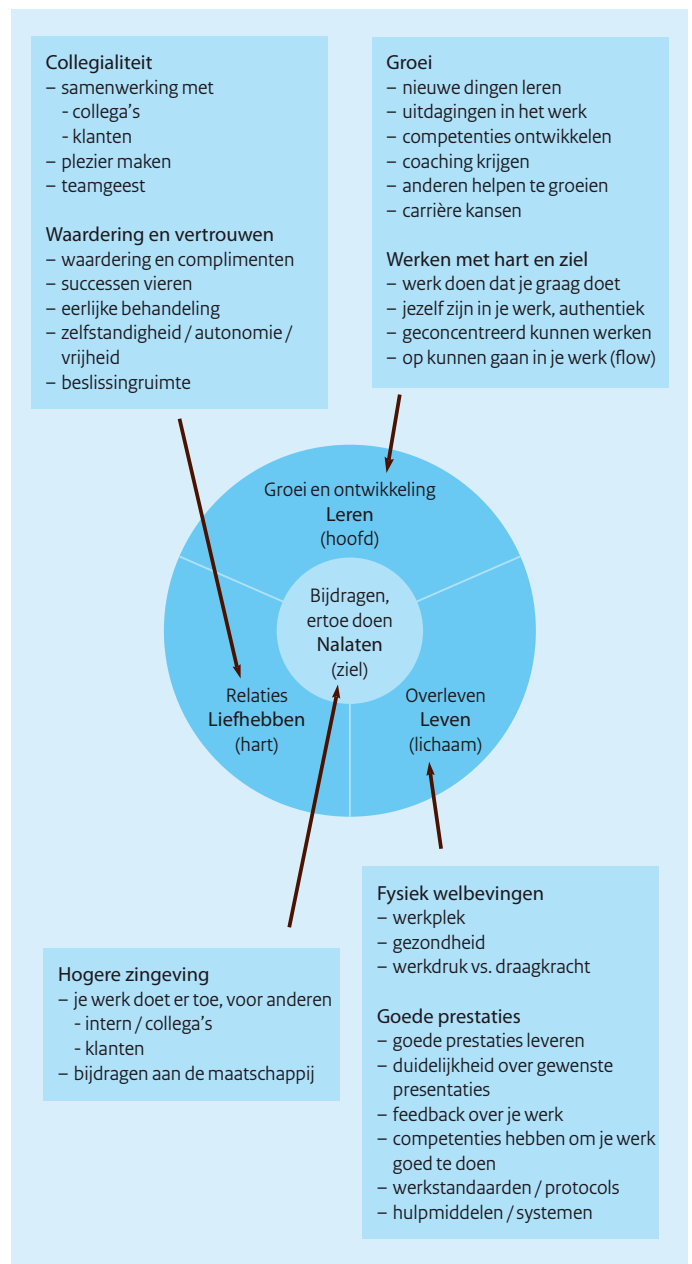 Collegialiteit
– samenwerking met
- collega's
- klanten
– plezier maken
– teamgeest
Waardering en vertrouwen
– waardering en complimenten
– successen vieren
– eerlijke behandeling
– zelfstandigheid / autonomie /
vrijheid
– beslissingruimte
Groei
– nieuwe dingen leren
– uitdagingen in het werk
– competenties ontwikkelen
– coaching krijgen
– anderen helpen te groeien
– carrière kansen
Werken met hart en ziel
– werk doen dat je graag doet
– jezelf zijn in je werk, authentiek
– geconcentreerd kunnen werken
– op kunnen gaan in je werk (flow)
Groei en ontwikkeling
Leren
(hoofd)
Bijdragen,
ertoe doen
Nalaten
(ziel)
Relaties
Liefhebben
(hart)
Overleven
Leven
(lichaam)
Hogere zingeving
– je werk doet er toe, voor anderen
- intern / collega's
- klanten
– bijdragen aan de maatschappij
Fysiek welbevingen
– werkplek
– gezondheid
– werkdruk vs. draagkracht
Goede prestaties
– goede prestaties leveren
– duidelijkheid over gewenste
presentaties
– feedback over je werk
– competenties hebben om je werk
goed te doen
– werkstandaarden / protocols
– hulpmiddelen / systemen